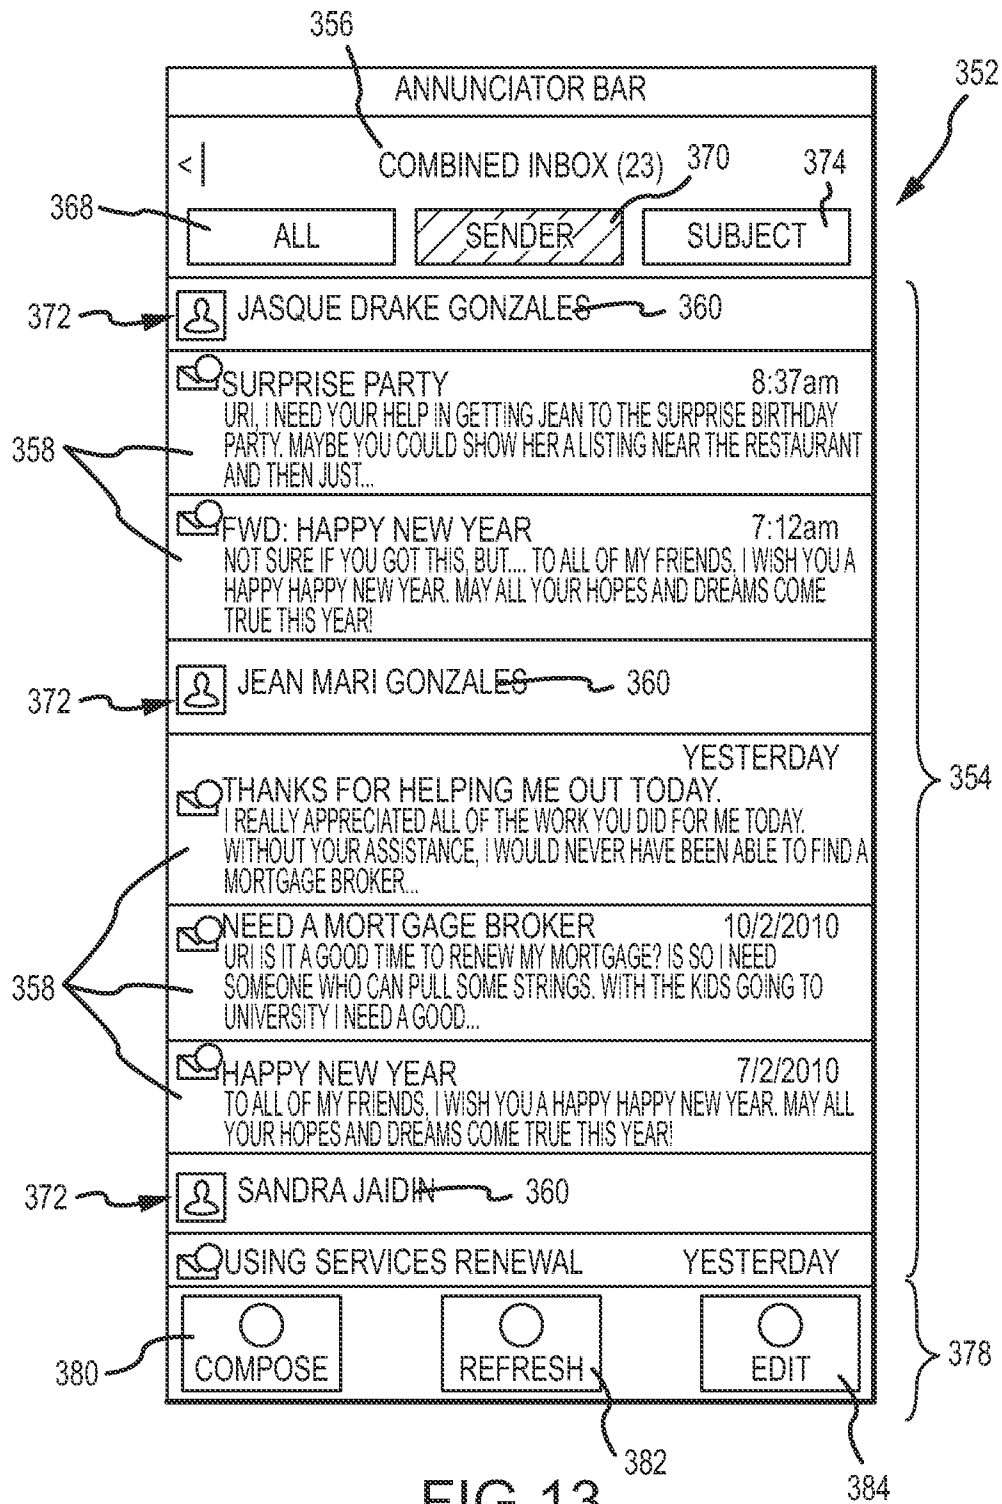 356
352
ANNUNCIATOR BAR
< COMBINED INBOX (23) 370 374
368
ALL SENDER SUBJECT
372 JASQUE DRAKE GONZALES 360
SURPRISE PARTY 8:37am
URI, I NEED YOUR HELP IN GETTING JEAN TO THE SURPRISE BIRTHDAY
358 PARTY. MAYBE YOU COULD SHOW HER A LISTING NEAR THE RESTAURANT
AND THEN JUST...
FWD: HAPPY NEW YEAR 7:12am
NOT SURE IF YOU GOT THIS, BUT.... TO ALL OF MY FRIENDS, I WISH YOU A
HAPPY HAPPY NEW YEAR. MAY ALL YOUR HOPES AND DREAMS COME
TRUE THIS YEAR!
372 JEAN MARI GONZALES 360
YESTERDAY
354
THANKS FOR HELPING ME OUT TODAY.
I REALLY APPRECIATED ALL OF THE WORK YOU DID FOR ME TODAY.
WITHOUT YOUR ASSISTANCE, I WOULD NEVER HAVE BEEN ABLE TO FIND A
MORTGAGE BROKER...
NEED A MORTGAGE BROKER 10/2/2010
URI IS IT A GOOD TIME TO RENEW MY MORTGAGE? IS SO I NEED
358 SOMEONE WHO CAN PULL SOME STRINGS. WITH THE KIDS GOING TO
UNIVERSITY I NEED A GOOD...
HAPPY NEW YEAR 7/2/2010
TO ALL OF MY FRIENDS, I WISH YOU A HAPPY HAPPY NEW YEAR. MAY ALL
YOUR HOPES AND DREAMS COME TRUE THIS YEAR!
372 SANDRA JAIDIN 360
USING SERVICES RENEWAL YESTERDAY
378
380 COMPOSE REFRESH EDIT
382
384
FIG. 13